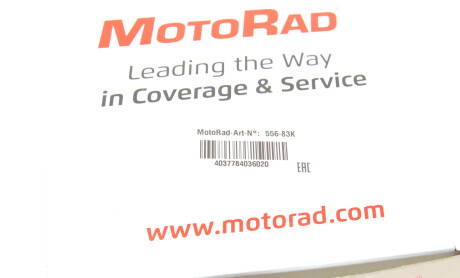 MOTORAD
Leading the Way
in Coverage & Service
MotoRad-Art-N°: 556-83K
4037784036020
EAC
www.motorad.com